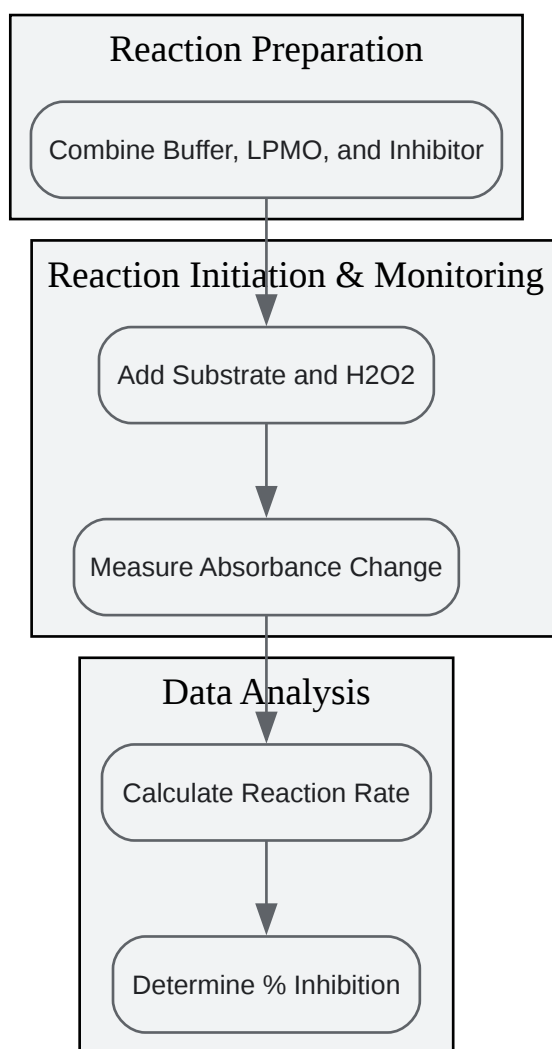 Reaction Preparation
Combine Buffer, LPMO, and Inhibitor
Reaction Initiation & Monitoring
Add Substrate and H2O2
Measure Absorbance Change
Data Analysis
Calculate Reaction Rate
Determine % Inhibition